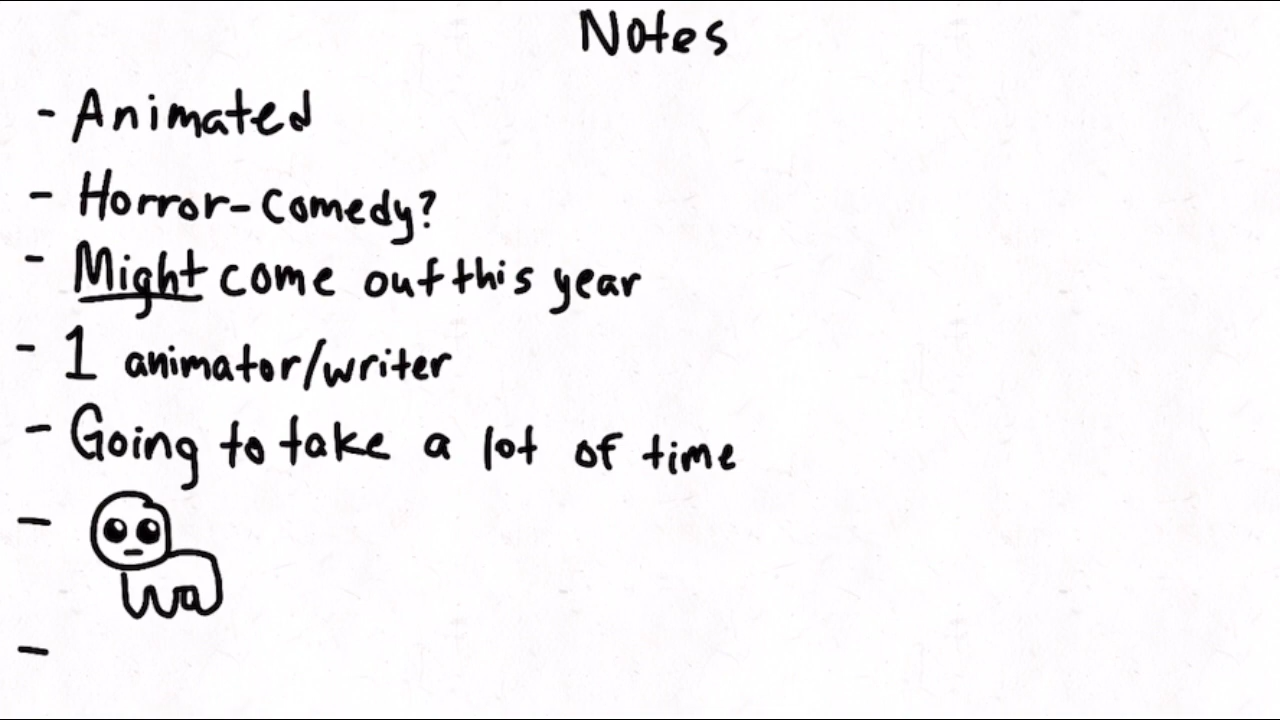 Notes
- Animated
- Horror-Comedy?
- Might come out this year
- 1 animator/writer
- Going to take a lot of time
-
-